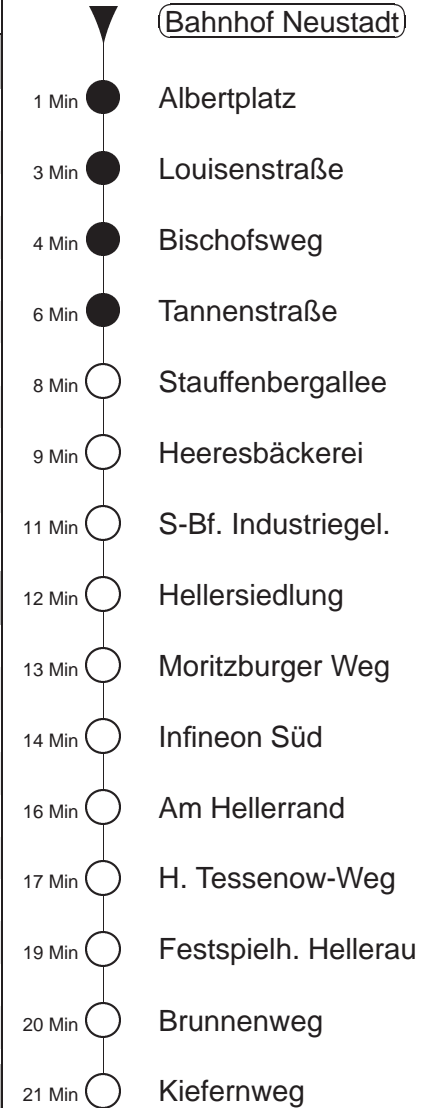 Bahnhof Neustadt
1 Min Albertplatz
3 Min Louisenstraße
4 Min Bischofsweg
6 Min Tannenstraße
8 Min Stauffenbergallee
9 Min Heeresbäckerei
11 Min S-Bf. Industriegel.
12 Min Hellersiedlung
13 Min Moritzburger Weg
14 Min Infineon Süd
16 Min Am Hellerrand
17 Min H. Tessenow-Weg
19 Min Festspielh. Hellerau
20 Min Brunnenweg
21 Min Kiefernweg